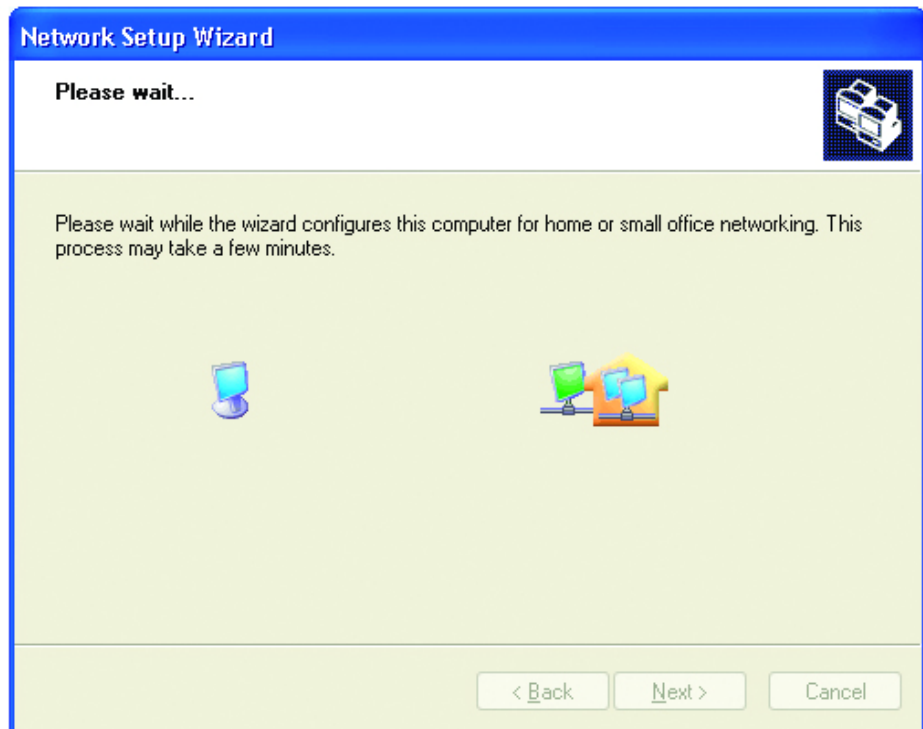 Network Setup Wizard
Please wait...
Please wait while the wizard configures this computer for home or small office networking. This
process may take a few minutes.
< Back
Next >
Cancel